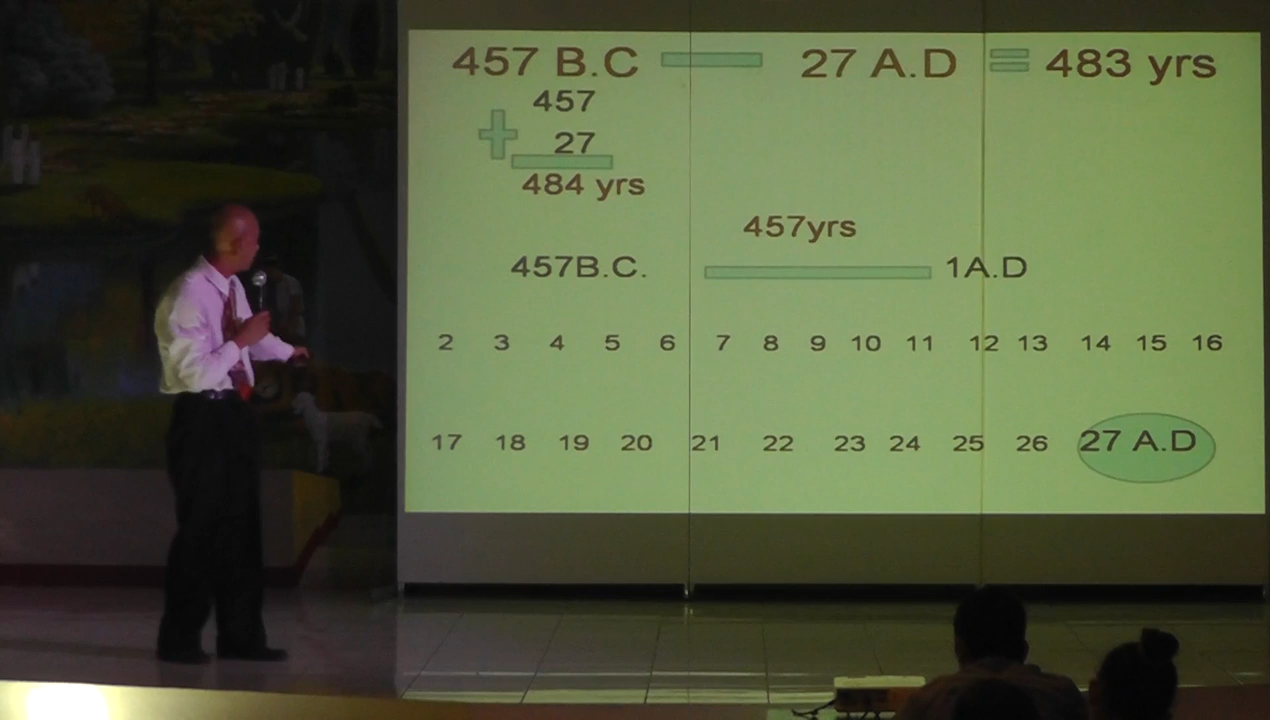 457 B.C — 27 A.D = 483 yrs
457
+ 27
484 yrs
457yrs
457B.C. — 1A.D
2 3 4 5 6 7 8 9 10 11 12 13 14 15 16
17 18 19 20 21 22 23 24 25 26 27 A.D